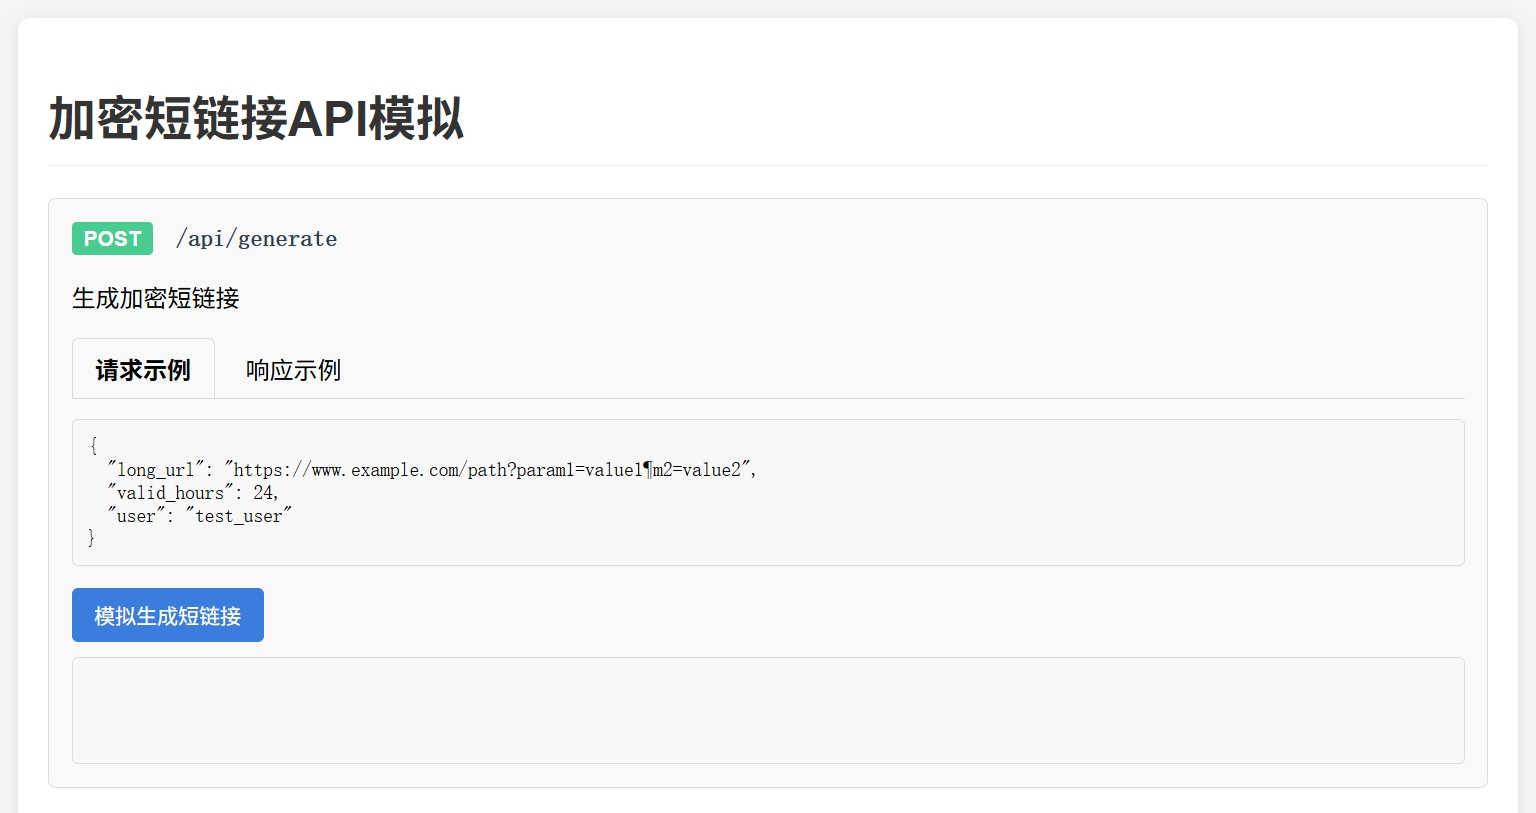 加密短链接API模拟
POST /api/generate
生成加密短链接
请求示例 响应示例
{
"long_url": "https://www.example.com/path?param1=value1¶m2=value2",
"valid_hours": 24,
"user": "test_user"
}
模拟生成短链接